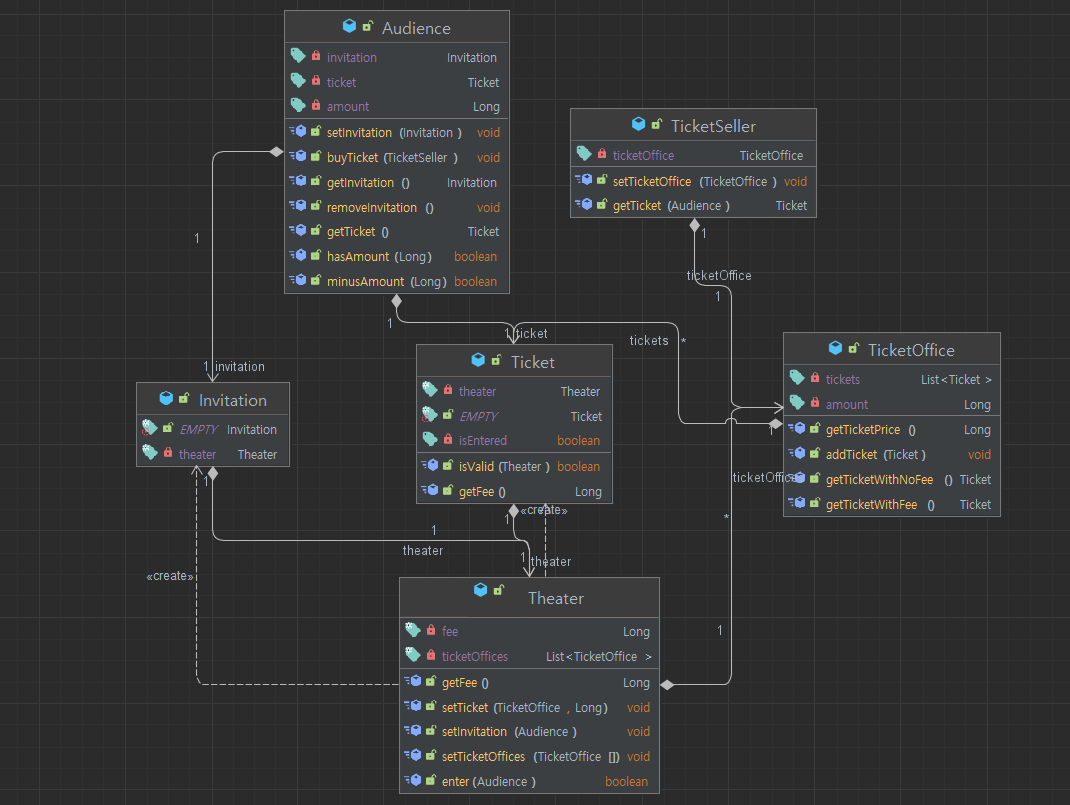 Audience
invitation Invitation
ticket Ticket
amount Long
setInvitation (Invitation ) void
buyTicket (TicketSeller ) void
getInvitation () Invitation
removeInvitation () void
getTicket () Ticket
hasAmount (Long) boolean
minusAmount (Long) boolean
TicketSeller
ticketOffice TicketOffice
setTicketOffice (TicketOffice ) void
getTicket (Audience ) Ticket
1
1
ticketOffice
1
1
1 ticket
tickets *
TicketOffice
tickets List<Ticket >
amount Long
getTicketPrice () Long
addTicket (Ticket ) void
getTicketWithNoFee () Ticket
getTicketWithFee () Ticket
1
ticketOffice
*
1
1 invitation
Invitation
EMPTY Invitation
theater Theater
1
Ticket
theater Theater
EMPTY Ticket
isEntered boolean
isValid (Theater ) boolean
getFee () Long
1
«create»
1
theater
1 theater
«create»
Theater
fee Long
ticketOffices List<TicketOffice >
getFee () Long
setTicket (TicketOffice , Long) void
setInvitation (Audience ) void
setTicketOffices (TicketOffice []) void
enter (Audience ) boolean